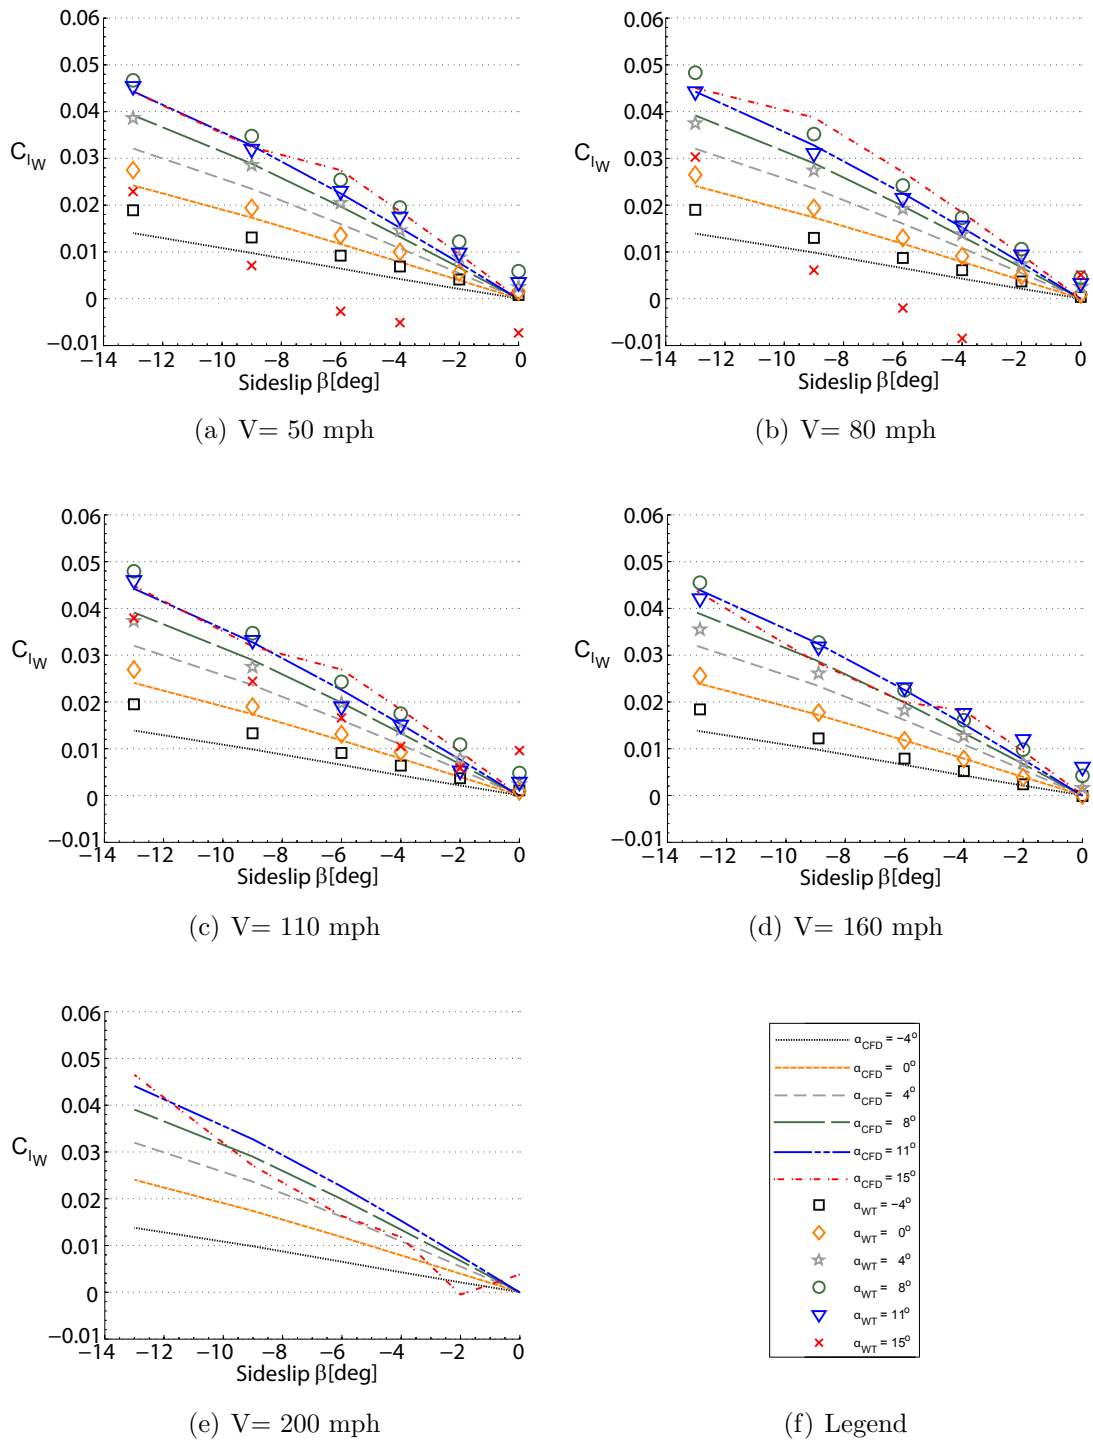 0.06
0.05
0.04
0.03
0.02
0.01
0
−0.01
C_lW
−14 −12 −10 −8 −6 −4 −2 0
Sideslip β[deg]
(a) V= 50 mph
0.06
0.05
0.04
0.03
0.02
0.01
0
−0.01
C_lW
−14 −12 −10 −8 −6 −4 −2 0
Sideslip β[deg]
(b) V= 80 mph
0.06
0.05
0.04
0.03
0.02
0.01
0
−0.01
C_lW
−14 −12 −10 −8 −6 −4 −2 0
Sideslip β[deg]
(c) V= 110 mph
0.06
0.05
0.04
0.03
0.02
0.01
0
−0.01
C_lW
−14 −12 −10 −8 −6 −4 −2 0
Sideslip β[deg]
(d) V= 160 mph
0.06
0.05
0.04
0.03
0.02
0.01
0
−0.01
C_lW
−14 −12 −10 −8 −6 −4 −2 0
Sideslip β[deg]
(e) V= 200 mph
α_CFD = −4°
α_CFD = 0°
α_CFD = 4°
α_CFD = 8°
α_CFD = 11°
α_CFD = 15°
α_WT = −4°
α_WT = 0°
α_WT = 4°
α_WT = 8°
α_WT = 11°
α_WT = 15°
(f) Legend